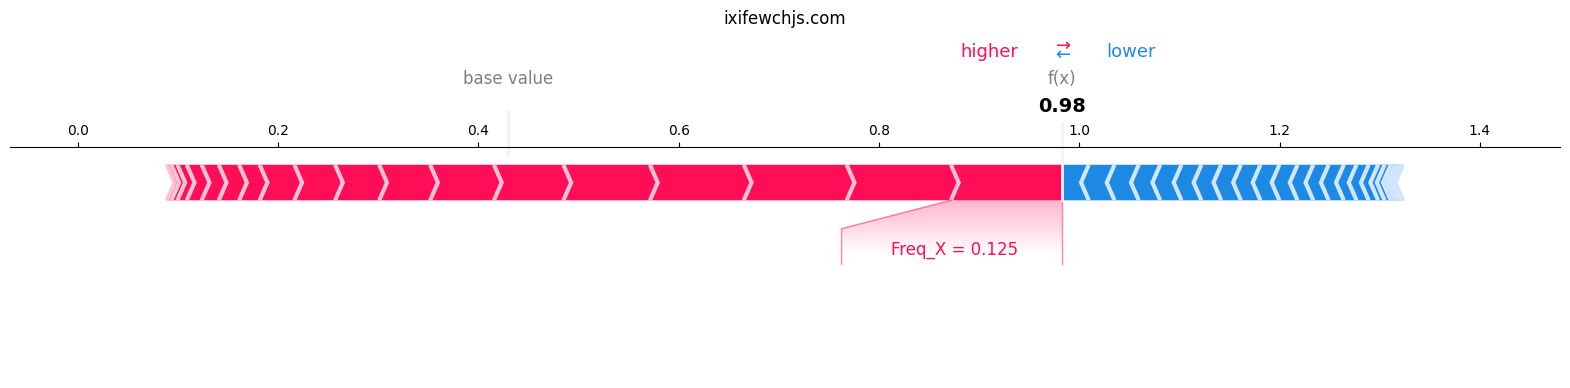 ixifewchjs.com
higher ⇄ lower
base value f(x)
0.98
0.0 0.2 0.4 0.6 0.8 1.0 1.2 1.4
Freq_X = 0.125